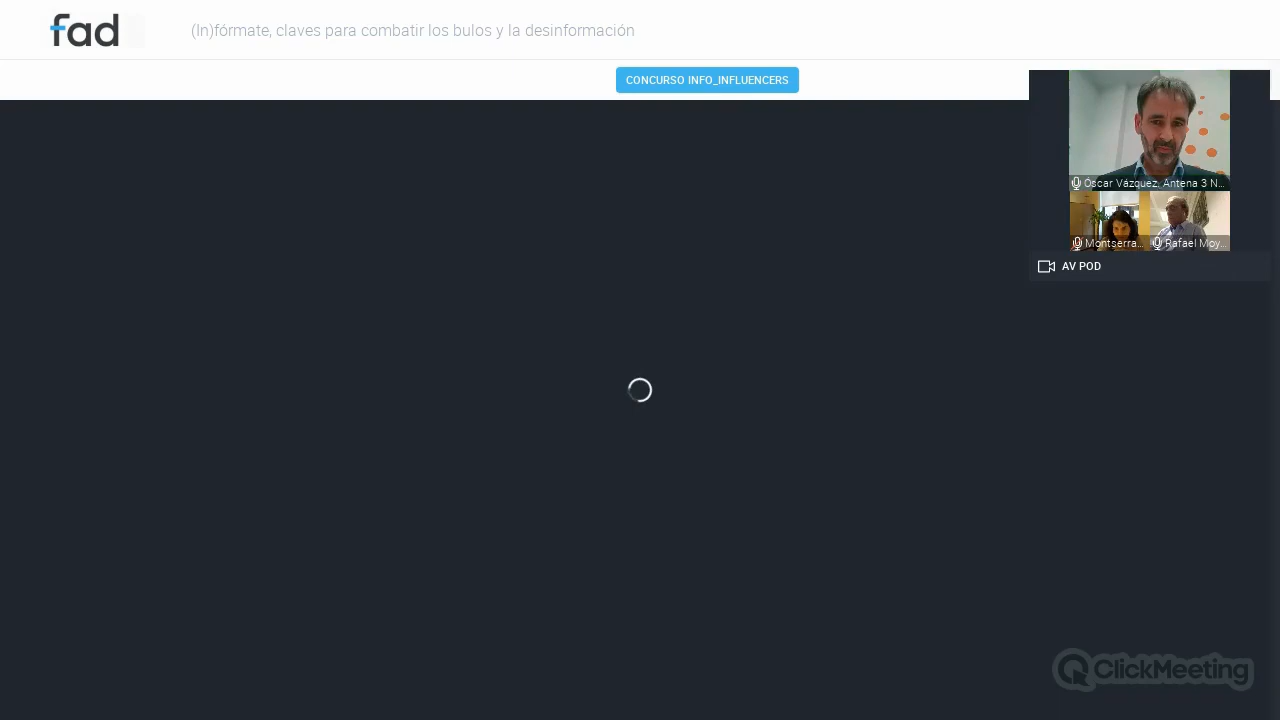 fad
(In)fórmate, claves para combatir los bulos y la desinformación
CONCURSO INFO_INFLUENCERS
Óscar Vázquez. Antena 3 N...
Montserra...
Rafael Moy...
AV POD
ClickMeeting